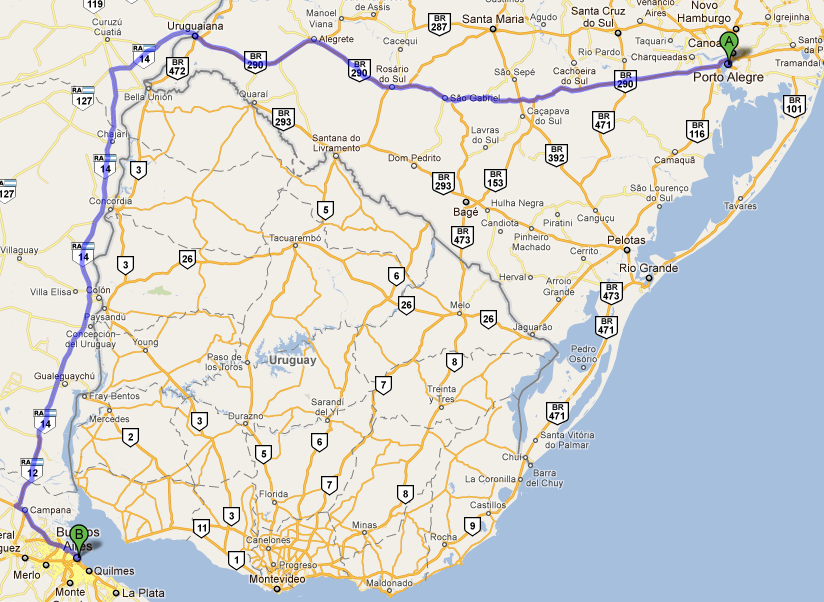 119
Curuzú
Cuatiá
Uruguaiana
Manoel
Viana
de Assis
BR
287
Santa Maria
Agudo
Santa Cruz
do Sul
Venâncio
Aires
Novo
Hamburgo
Igrejinha
RA
14
Alegrete
Cacequi
Rio Pardo
Taquari
Canoa
A
Charqueadas
Santo
Tramandaí
BR
472
BR
290
BR
290
Rosário
do Sul
São Sepé
Cachoeira
do Sul
BR
290
Porto Alegre
RA
127
Bella Unión
Quaraí
São Gabriel
Caçapava
do Sul
BR
101
BR
293
BR
471
BR
116
Chajarí
Santana do
Livramento
Lavras
do Sul
Dom Pedrito
BR
392
Camaquã
RA
14
3
BR
293
BR
153
127
São Lourenço
do Sul
Concordia
5
Bagé
Hulha Negra
Candiota
Piratini
Canguçu
Tavares
RA
14
Tacuarembó
BR
473
Pinheiro
Machado
Cerrito
Pelotas
Villaguay
3
26
6
Rio Grande
Villa Elisa
Colón
26
Herval
Arroio
Grande
BR
473
Paysandú
Melo
26
Jaguarão
BR
471
Concepción
del Uruguay
Young
Paso de
los Toros
Uruguay
8
Pedro
Osório
Gualeguaychú
7
Treinta
y Tres
Fray Bentos
Mercedes
Sarandí
del Yí
BR
471
RA
14
3
Durazno
2
6
Santa Vitória
do Palmar
5
RA
12
7
Chuí
Barra
del Chuy
La Coronilla
Florida
8
Castillos
Campana
3
11
9
B
Buenos
Aires
Minas
Rocha
Canelones
1
Progreso
Merlo
Quilmes
Montevideo
Maldonado
Monte
La Plata